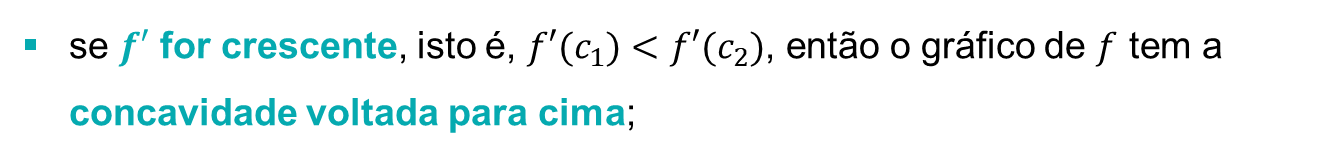 ▪ se f′ for crescente, isto é, f′(c₁) < f′(c₂), então o gráfico de f tem a
concavidade voltada para cima;